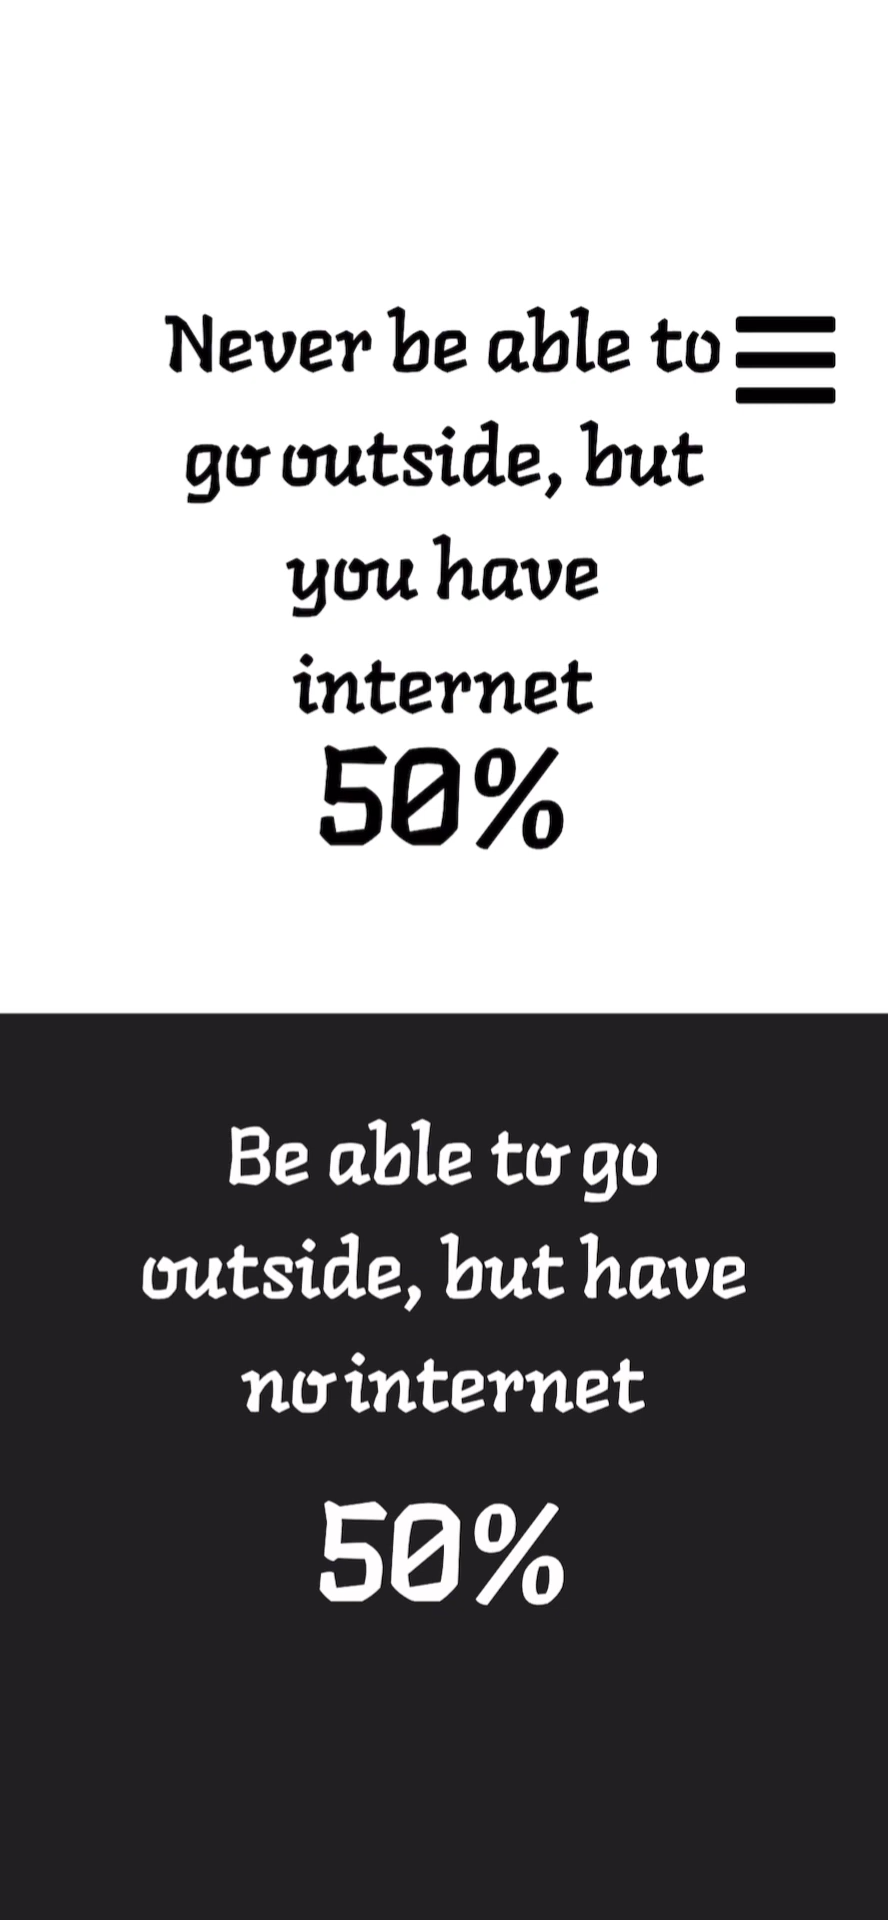 Never be able to
go outside, but
you have
internet
50%
Be able to go
outside, but have
no internet
50%